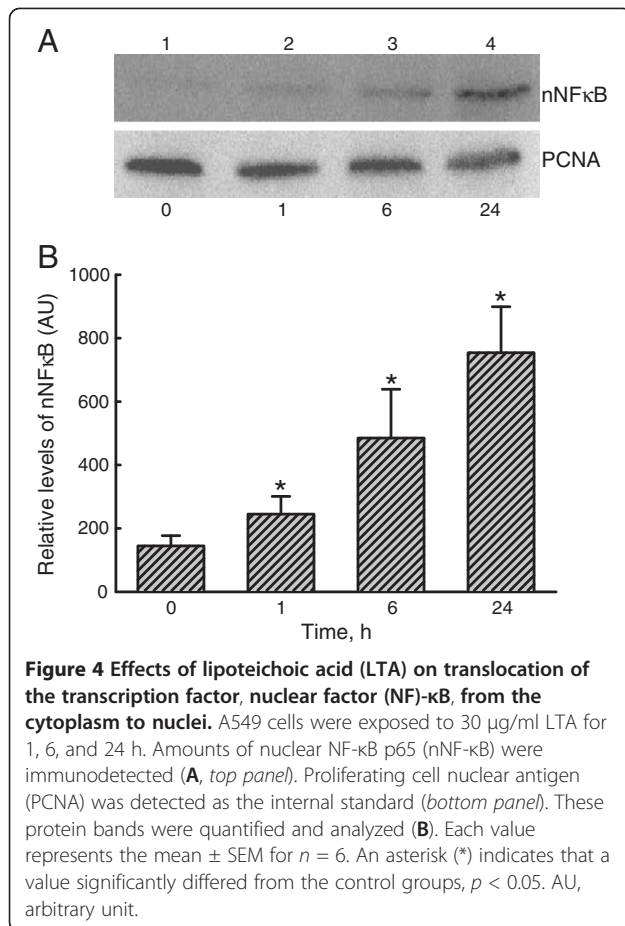 A
1 2 3 4
nNFκB
PCNA
0 1 6 24
B
Relative levels of nNFκB (AU)
1000
800
600
400
200
0
*
*
*
0 1 6 24
Time, h
Figure 4 Effects of lipoteichoic acid (LTA) on translocation of
the transcription factor, nuclear factor (NF)-κB, from the
cytoplasm to nuclei. A549 cells were exposed to 30 μg/ml LTA for
1, 6, and 24 h. Amounts of nuclear NF-κB p65 (nNF-κB) were
immunodetected (A, top panel). Proliferating cell nuclear antigen
(PCNA) was detected as the internal standard (bottom panel). These
protein bands were quantified and analyzed (B). Each value
represents the mean ± SEM for n = 6. An asterisk (*) indicates that a
value significantly differed from the control groups, p < 0.05. AU,
arbitrary unit.